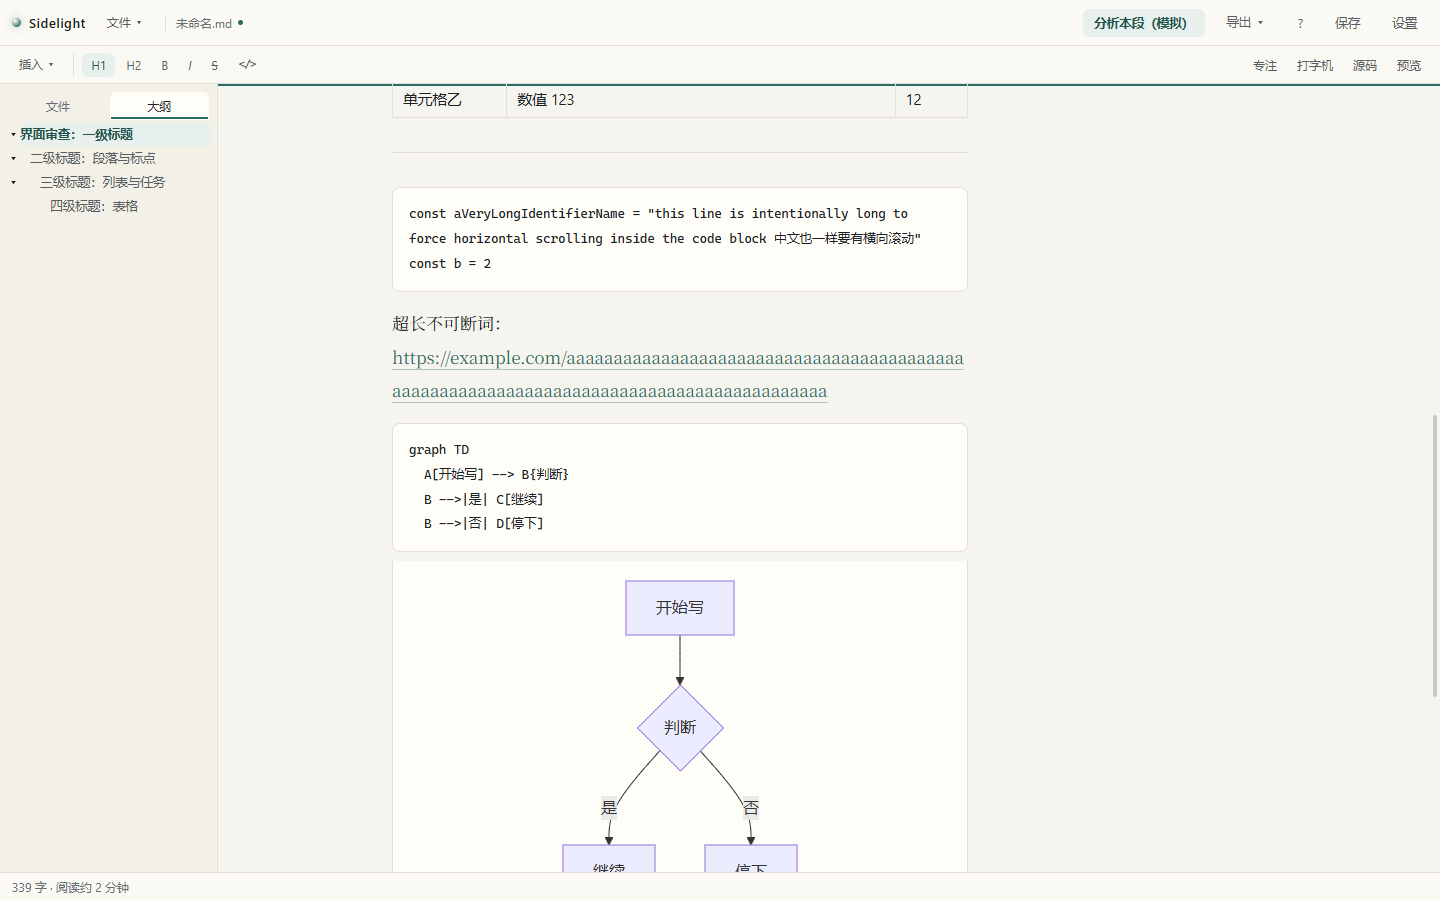 Sidelight 文件 未命名.md 分析本段（模拟） 导出 ? 保存 设置
插入 H1 H2 B I S </> 专注 打字机 源码 预览
文件 大纲
界面审查：一级标题
二级标题：段落与标点
三级标题：列表与任务
四级标题：表格
单元格乙 数值 123 12
const aVeryLongIdentifierName = "this line is intentionally long to
force horizontal scrolling inside the code block 中文也一样要有横向滚动"
const b = 2
超长不可断词：
https://example.com/aaaaaaaaaaaaaaaaaaaaaaaaaaaaaaaaaaaaaaaaaa
aaaaaaaaaaaaaaaaaaaaaaaaaaaaaaaaaaaaaaaaaaaaaa
graph TD
A[开始写] --> B{判断}
B -->|是| C[继续]
B -->|否| D[停下]
开始写
判断
是 否
继续 停下
339 字 · 阅读约 2 分钟